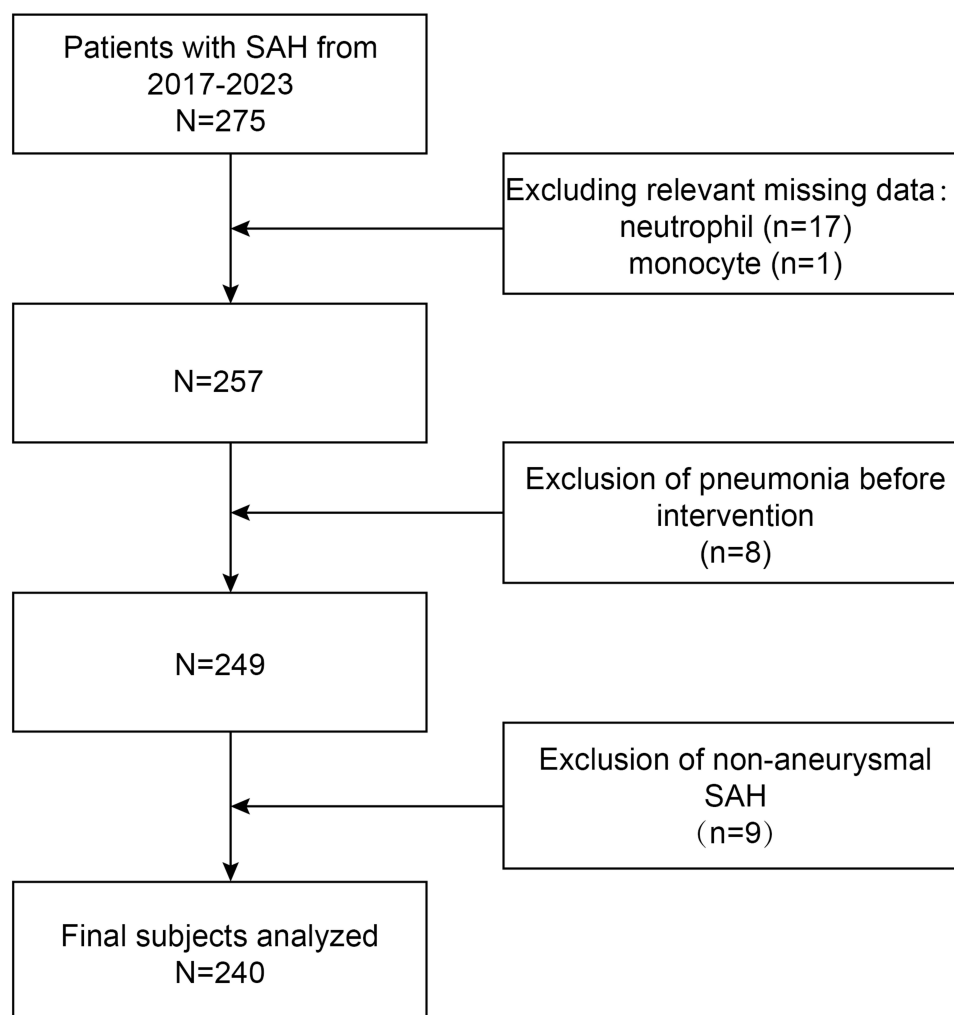 Patients with SAH from
2017-2023
N=275
Excluding relevant missing data：
neutrophil (n=17)
monocyte (n=1)
N=257
Exclusion of pneumonia before
intervention
(n=8)
N=249
Exclusion of non-aneurysmal
SAH
（n=9）
Final subjects analyzed
N=240